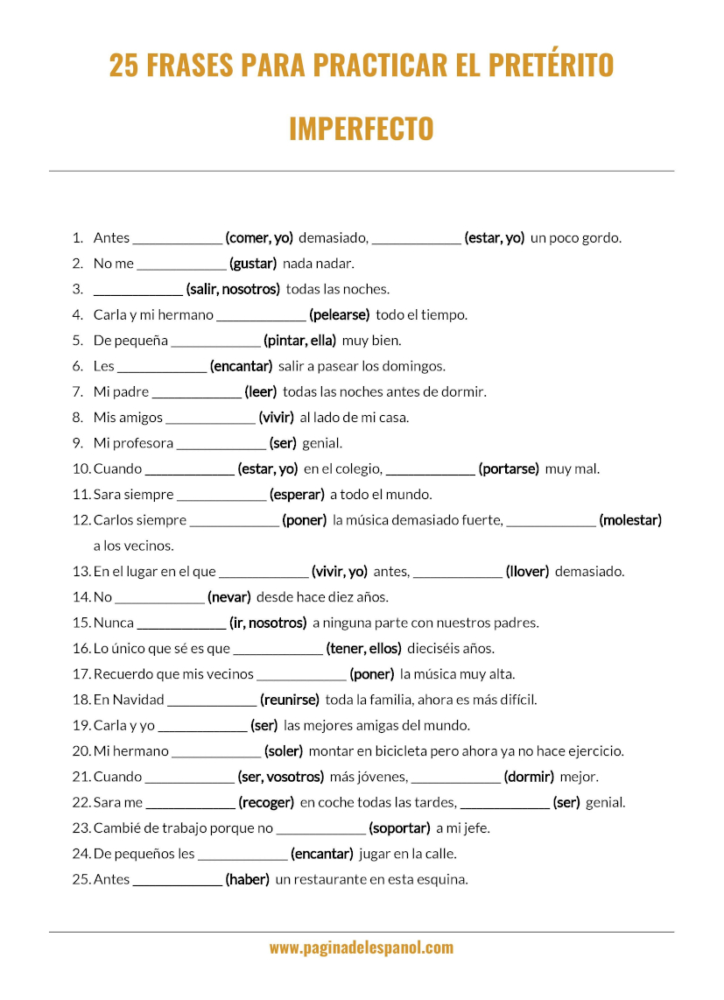 25 FRASES PARA PRACTICAR EL PRETÉRITO
IMPERFECTO
1. Antes ____________ (comer, yo) demasiado, ____________ (estar, yo) un poco gordo.
2. No me ____________ (gustar) nada nadar.
3. ____________ (salir, nosotros) todas las noches.
4. Carla y mi hermano ____________ (pelearse) todo el tiempo.
5. De pequeña ____________ (pintar, ella) muy bien.
6. Les ____________ (encantar) salir a pasear los domingos.
7. Mi padre ____________ (leer) todas las noches antes de dormir.
8. Mis amigos ____________ (vivir) al lado de mi casa.
9. Mi profesora ____________ (ser) genial.
10. Cuando ____________ (estar, yo) en el colegio, ____________ (portarse) muy mal.
11. Sara siempre ____________ (esperar) a todo el mundo.
12. Carlos siempre ____________ (poner) la música demasiado fuerte, ____________ (molestar)
a los vecinos.
13. En el lugar en el que ____________ (vivir, yo) antes, ____________ (llover) demasiado.
14. No ____________ (nevar) desde hace diez años.
15. Nunca ____________ (ir, nosotros) a ninguna parte con nuestros padres.
16. Lo único que sé es que ____________ (tener, ellos) dieciséis años.
17. Recuerdo que mis vecinos ____________ (poner) la música muy alta.
18. En Navidad ____________ (reunirse) toda la familia, ahora es más difícil.
19. Carla y yo ____________ (ser) las mejores amigas del mundo.
20. Mi hermano ____________ (soler) montar en bicicleta pero ahora ya no hace ejercicio.
21. Cuando ____________ (ser, vosotros) más jóvenes, ____________ (dormir) mejor.
22. Sara me ____________ (recoger) en coche todas las tardes, ____________ (ser) genial.
23. Cambié de trabajo porque no ____________ (soportar) a mi jefe.
24. De pequeños les ____________ (encantar) jugar en la calle.
25. Antes ____________ (haber) un restaurante en esta esquina.
www.paginadelespanol.com